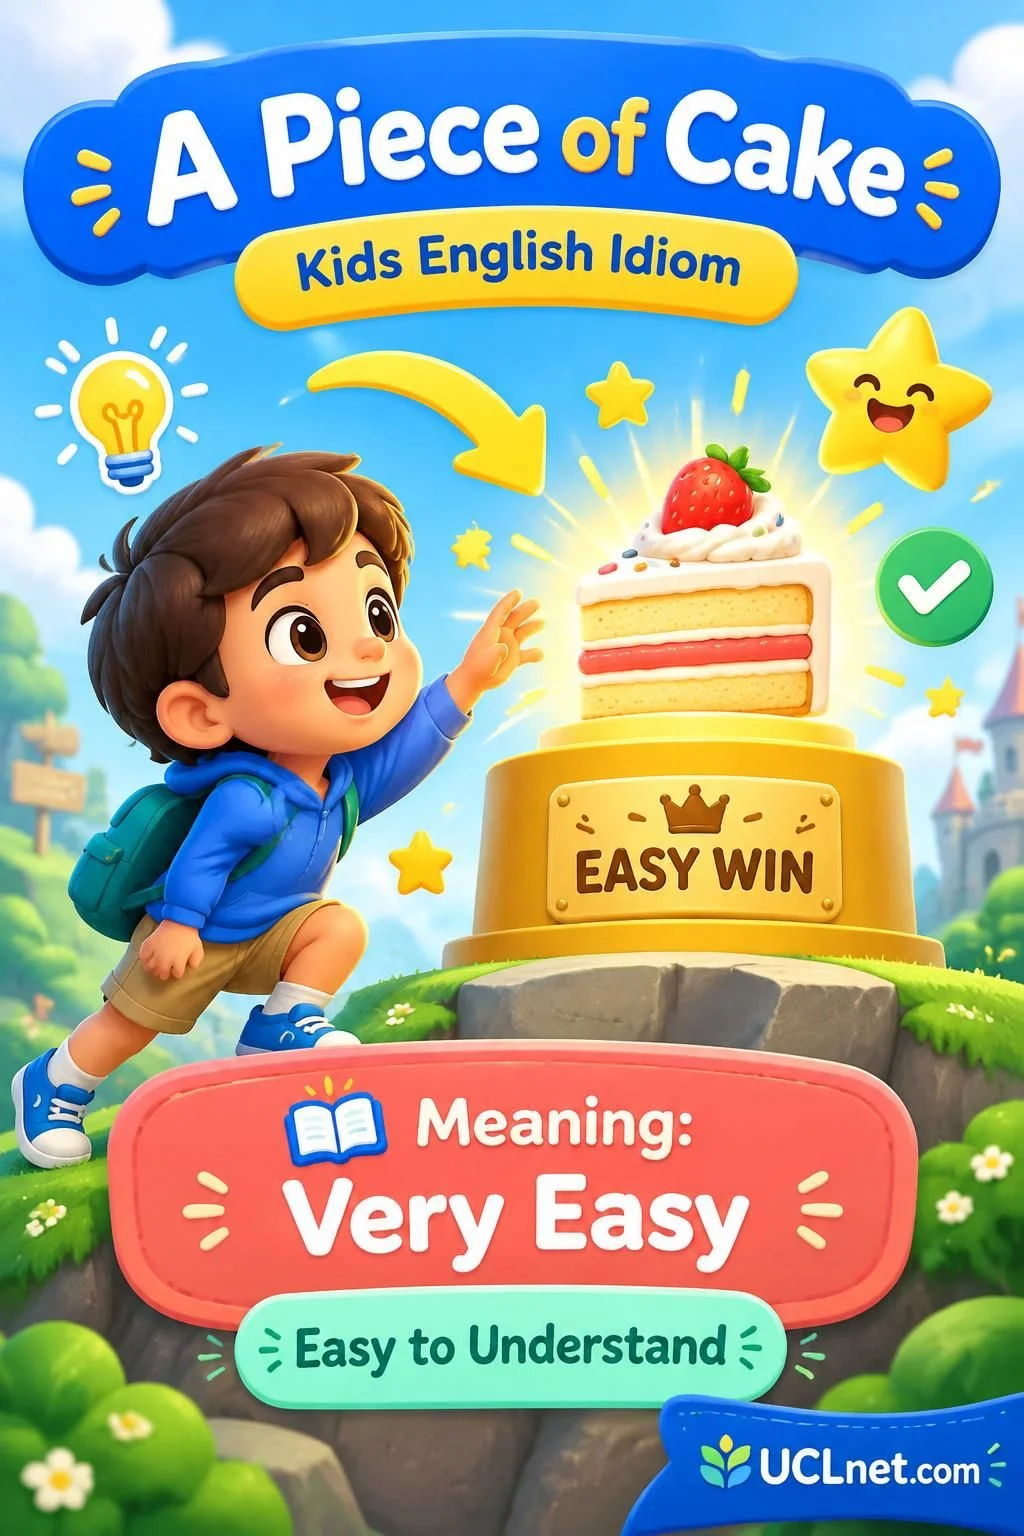 A Piece of Cake
Kids English Idiom
EASY WIN
Meaning:
Very Easy
Easy to Understand
UCLnet.com